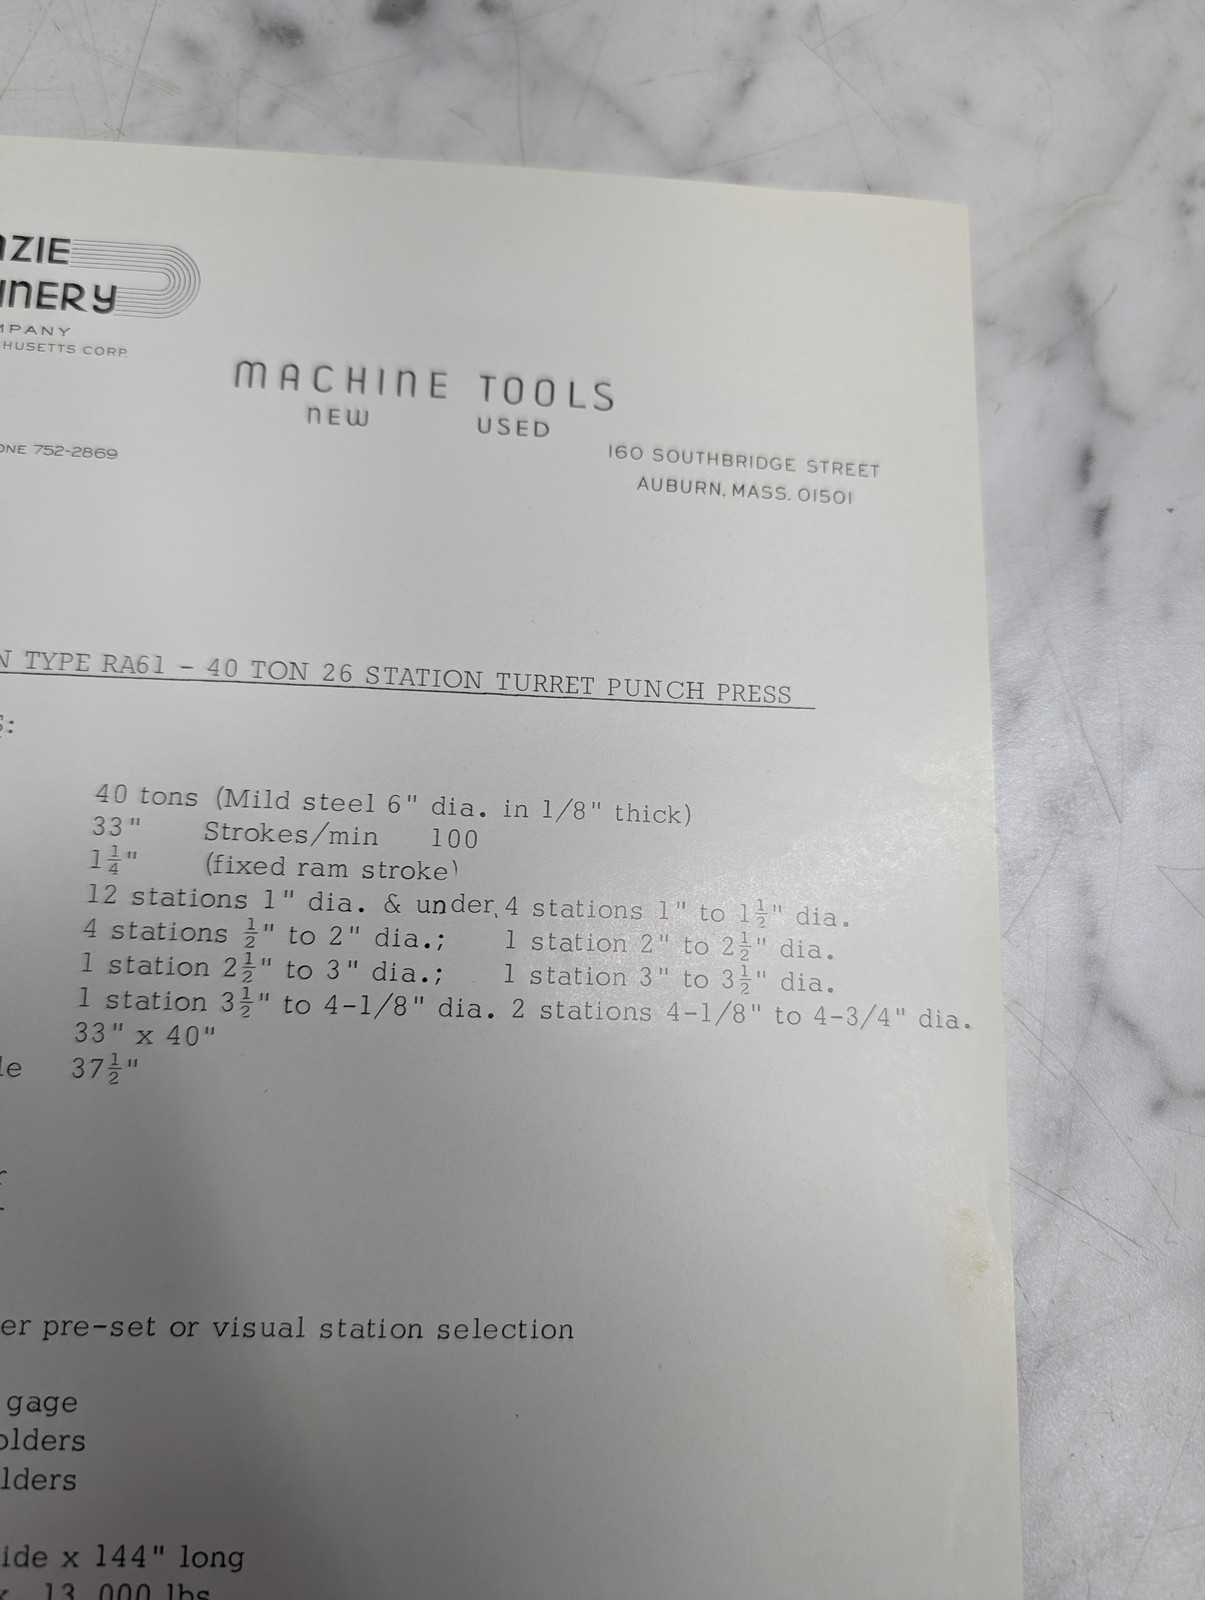 NZIE
INERY
MPANY
HUSETTS CORP.
MACHINE TOOLS
NEW USED
ONE 752-2869
160 SOUTHBRIDGE STREET
AUBURN, MASS. 01501
N TYPE RA61 - 40 TON 26 STATION TURRET PUNCH PRESS
S:
40 tons (Mild steel 6" dia. in 1/8" thick)
33" Strokes/min 100
1¼" (fixed ram stroke)
12 stations 1" dia. & under, 4 stations 1" to 1½" dia.
4 stations ½" to 2" dia.; 1 station 2" to 2½" dia.
1 station 2½" to 3" dia.; 1 station 3" to 3½" dia.
1 station 3½" to 4-1/8" dia. 2 stations 4-1/8" to 4-3/4" dia.
33" x 40"
le 37½"
er pre-set or visual station selection
gage
olders
lders
ide x 144" long
13,000 lbs